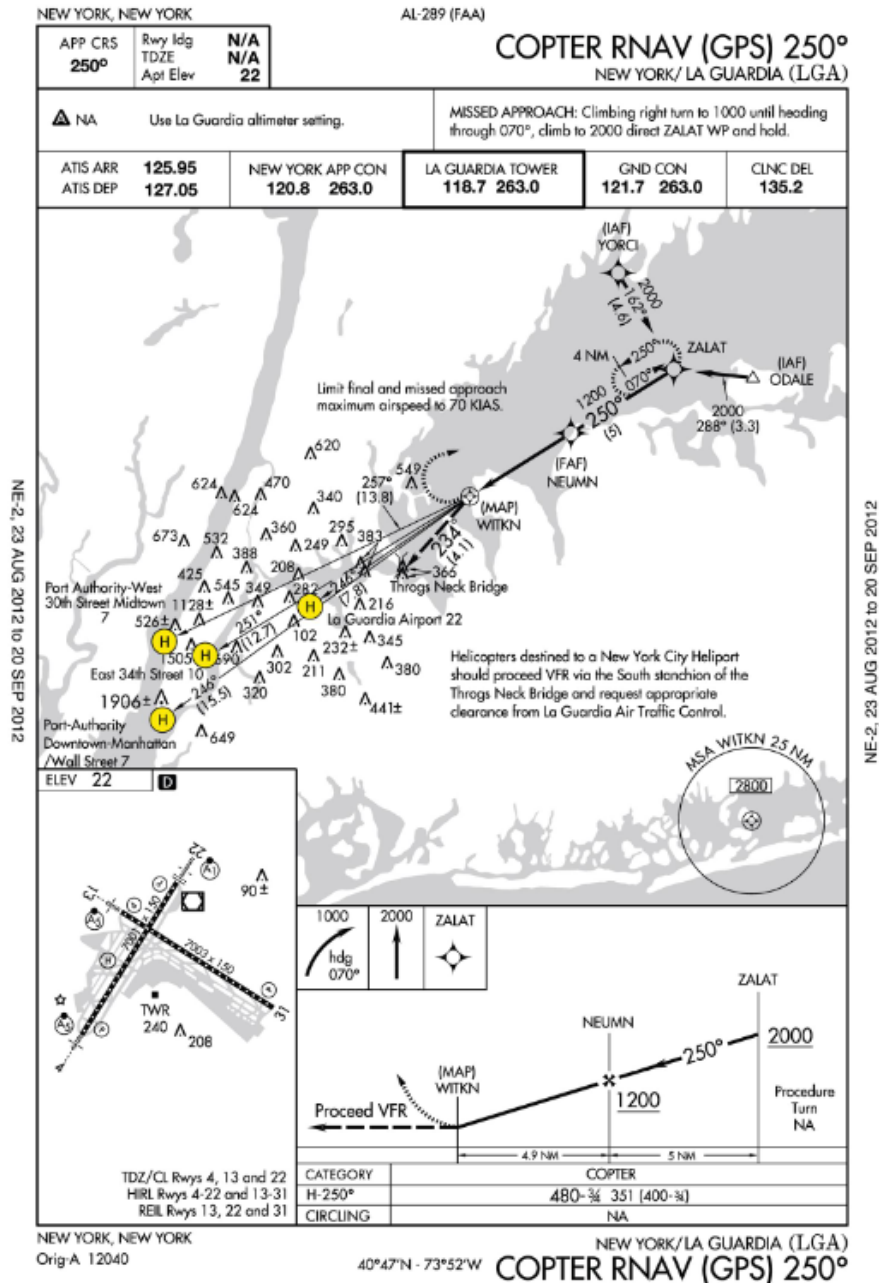 NEW YORK, NEW YORK
AL-289 (FAA)
APP CRS
250°
Rwy ldg N/A
TDZE N/A
Apt Elev 22
COPTER RNAV (GPS) 250°
NEW YORK/ LA GUARDIA (LGA)
A NA
Use La Guardia altimeter setting.
MISSED APPROACH: Climbing right turn to 1000 until heading
through 070°, climb to 2000 direct ZALAT WP and hold.
ATIS ARR 125.95
ATIS DEP 127.05
NEW YORK APP CON
120.8 263.0
LA GUARDIA TOWER
118.7 263.0
GND CON
121.7 263.0
CLNC DEL
135.2
(IAF)
YORCI
2000
162°
(4.6)
4 NM
250°
070°
ZALAT
(IAF)
ODALE
2000
288° (3.3)
1200
250°
(5)
(FAF)
NEUMN
Limit final and missed approach
maximum airspeed to 70 KIAS.
(MAP)
WITKN
234°
(4.1)
620
549
257°
(13.8)
624
624
470
340
360
295
383
673
532
388
249
208
425
545
349
282
246°
(7.8)
366
Throgs Neck Bridge
216
Port Authority-West
30th Street Midtown
7
1128±
526±
H
H
H
H
251°
(12.7)
La Guardia Airport 22
102
232±
345
1505
590
302
211
380
380
East 34th Street 10
320
246°
(15.5)
441±
1906±
649
Port-Authority
Downtown-Manhattan
/Wall Street 7
Helicopters destined to a New York City Heliport
should proceed VFR via the South stanchion of the
Throgs Neck Bridge and request appropriate
clearance from La Guardia Air Traffic Control.
MSA WITKN 25 NM
2800
NE-2, 23 AUG 2012 to 20 SEP 2012
NE-2, 23 AUG 2012 to 20 SEP 2012
ELEV 22
D
22
A1
90 ±
13
A5
7001 x 150
7003 x 150
H
31
TWR
240
208
A5
4
TDZ/CL Rwys 4, 13 and 22
HIRL Rwys 4-22 and 13-31
REIL Rwys 13, 22 and 31
1000
hdg
070°
2000
ZALAT
ZALAT
NEUMN
2000
250°
1200
(MAP)
WITKN
Proceed VFR
Procedure
Turn
NA
4.9 NM
5 NM
CATEGORY
COPTER
H-250°
480-¾ 351 (400-¾)
CIRCLING
NA
NEW YORK, NEW YORK
Orig-A 12040
40°47'N - 73°52'W
NEW YORK/ LA GUARDIA (LGA)
COPTER RNAV (GPS) 250°